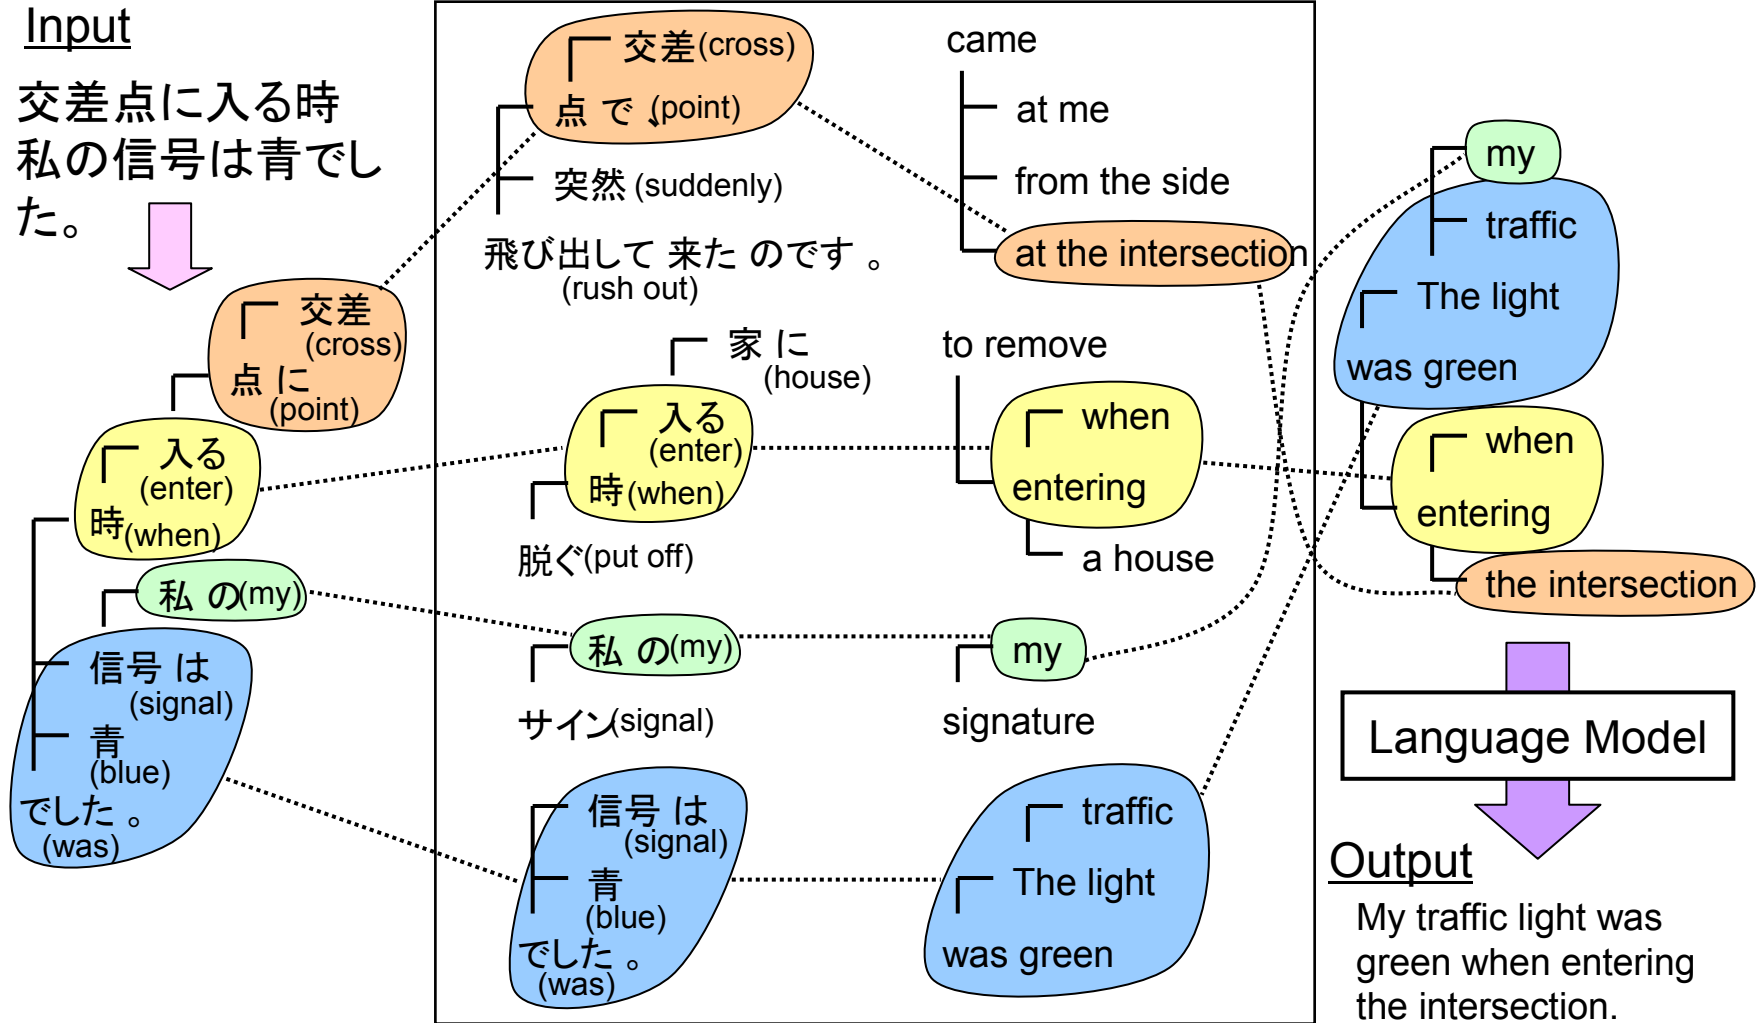 Input
交差点に入る時
私の信号は青でし
た。
交差
(cross)
点 に
(point)
入る
(enter)
時(when)
私 の(my)
信号 は
(signal)
青
(blue)
でした 。
(was)
交差(cross)
点 で 、(point)
突然 (suddenly)
飛び出して 来た のです 。
(rush out)
came
at me
from the side
at the intersection
家 に
(house)
入る
(enter)
時(when)
脱ぐ(put off)
to remove
when
entering
a house
私 の(my)
サイン(signal)
my
signature
信号 は
(signal)
青
(blue)
でした 。
(was)
traffic
The light
was green
my
traffic
The light
was green
when
entering
the intersection
Language Model
Output
My traffic light was
green when entering
the intersection.